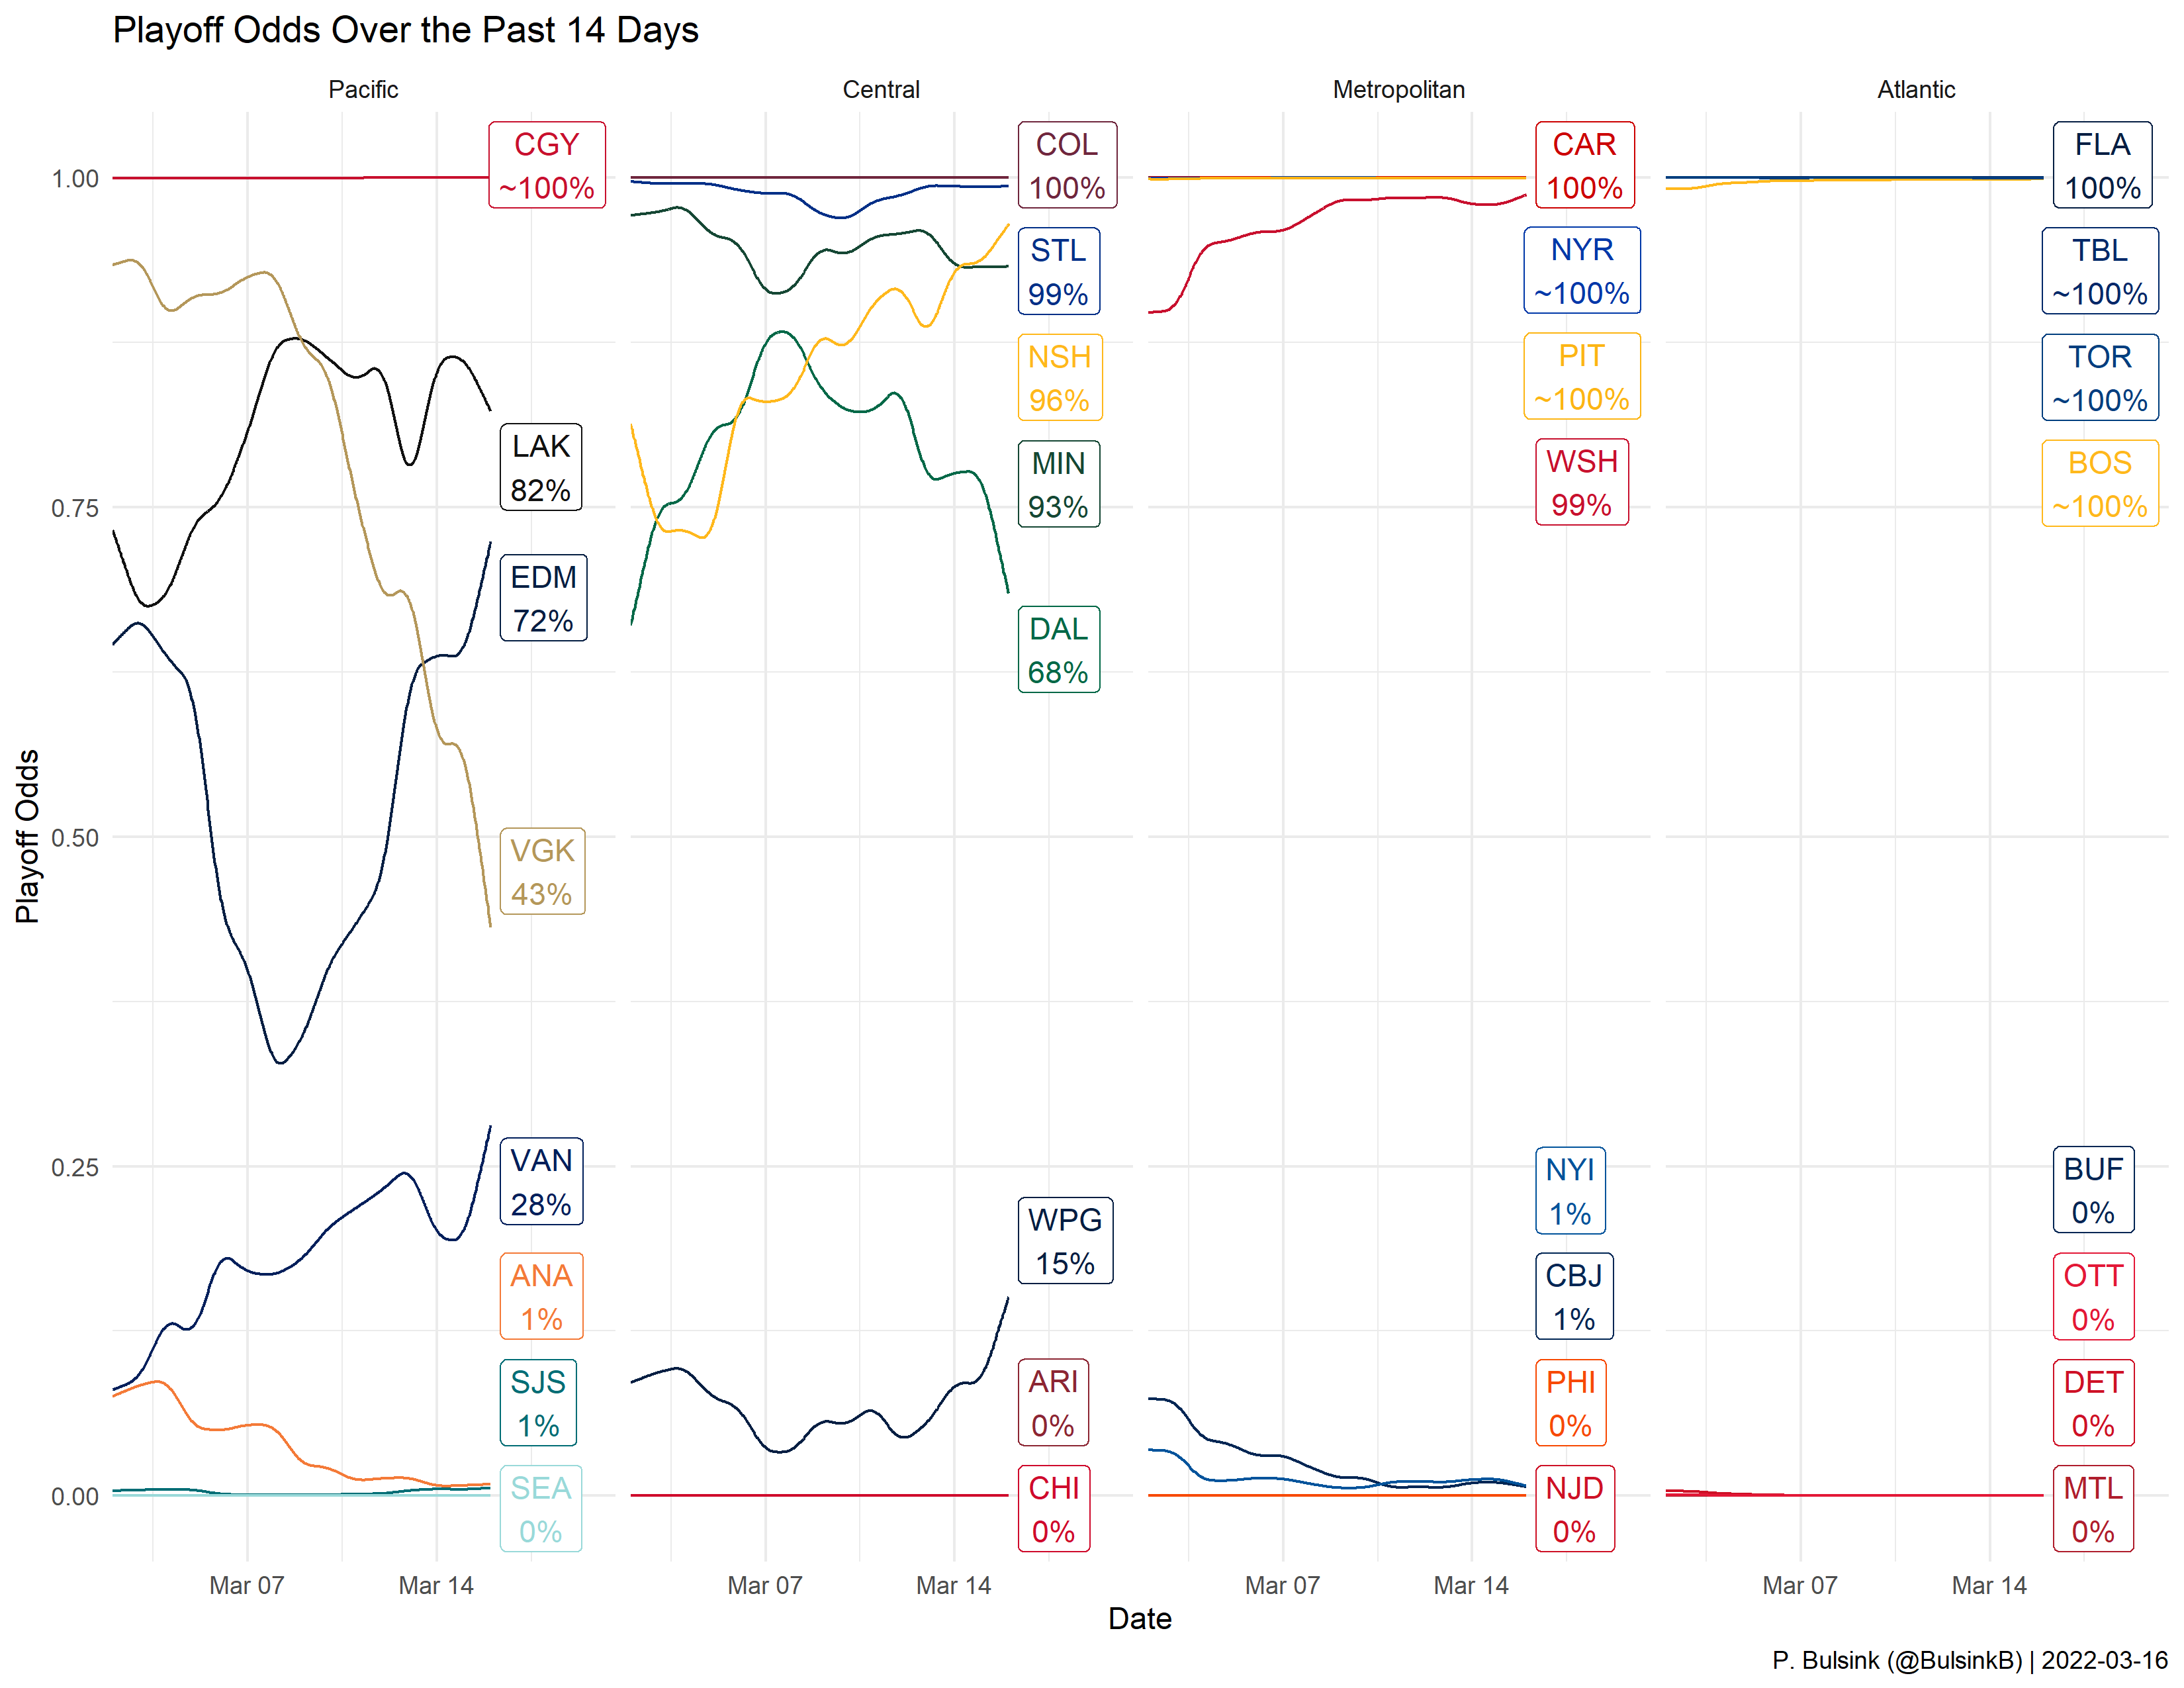 Playoff Odds Over the Past 14 Days
Pacific
Central
Metropolitan
Atlantic
Playoff Odds
1.00
0.75
0.50
0.25
0.00
CGY
~100%
LAK
82%
EDM
72%
VGK
43%
VAN
28%
ANA
1%
SJS
1%
SEA
0%
COL
100%
STL
99%
NSH
96%
MIN
93%
DAL
68%
WPG
15%
ARI
0%
CHI
0%
CAR
100%
NYR
~100%
PIT
~100%
WSH
99%
NYI
1%
CBJ
1%
PHI
0%
NJD
0%
FLA
100%
TBL
~100%
TOR
~100%
BOS
~100%
BUF
0%
OTT
0%
DET
0%
MTL
0%
Mar 07
Mar 14
Mar 07
Mar 14
Mar 07
Mar 14
Mar 07
Mar 14
Date
P. Bulsink (@BulsinkB) | 2022-03-16